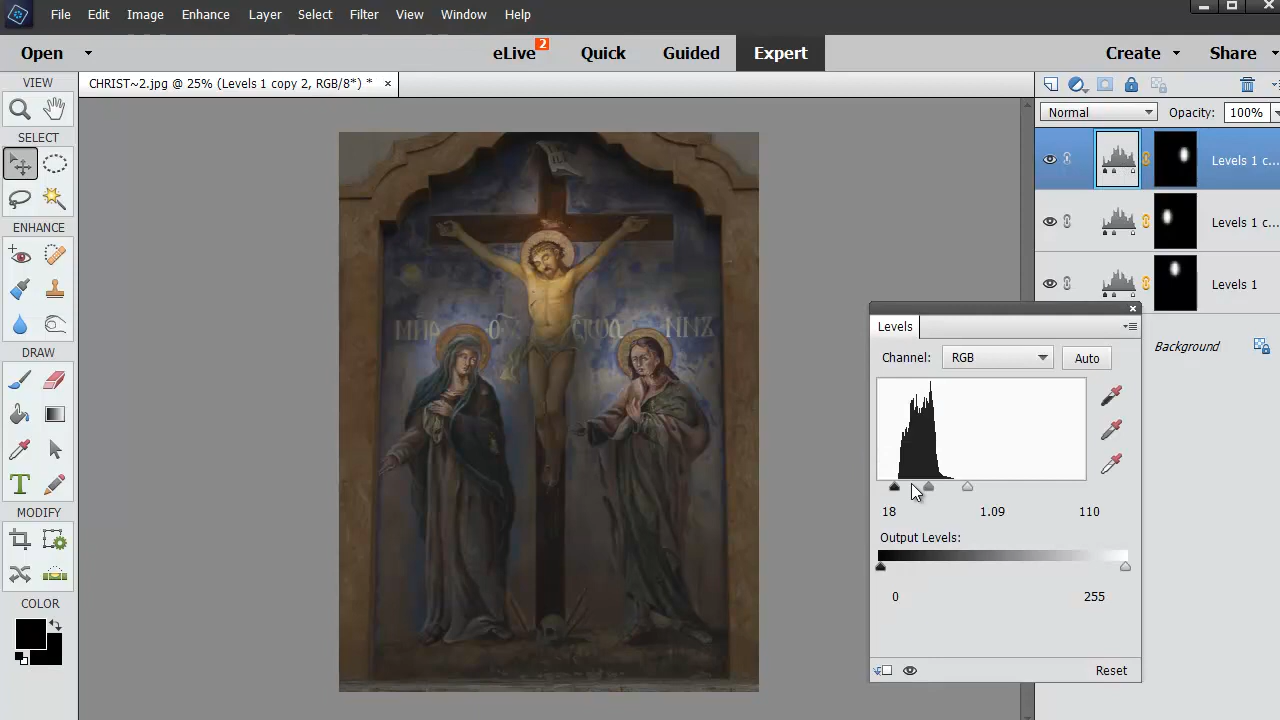 File Edit Image Enhance Layer Select Filter View Window Help
Open eLive 2 Quick Guided Expert Create Share
VIEW
CHRIST~2.jpg @ 25% (Levels 1 copy 2, RGB/8*) * ×
Normal Opacity: 100%
SELECT
Levels 1 c...
ENHANCE
Levels 1 c...
Levels 1
Levels
Background
DRAW
Channel: RGB Auto
T
MODIFY
18 1.09 110
Output Levels:
COLOR
0 255
Reset